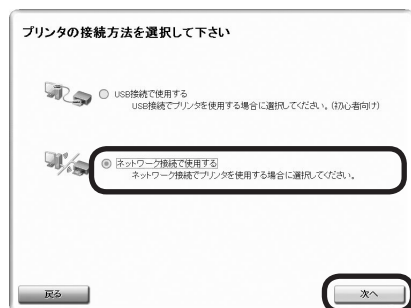 プリンタの接続方法を選択して下さい
USB接続で使用する
USB接続でプリンタを使用する場合に選択してください。(初心者向け)
ネットワーク接続で使用する
ネットワーク接続でプリンタを使用する場合に選択してください。
戻る
次へ